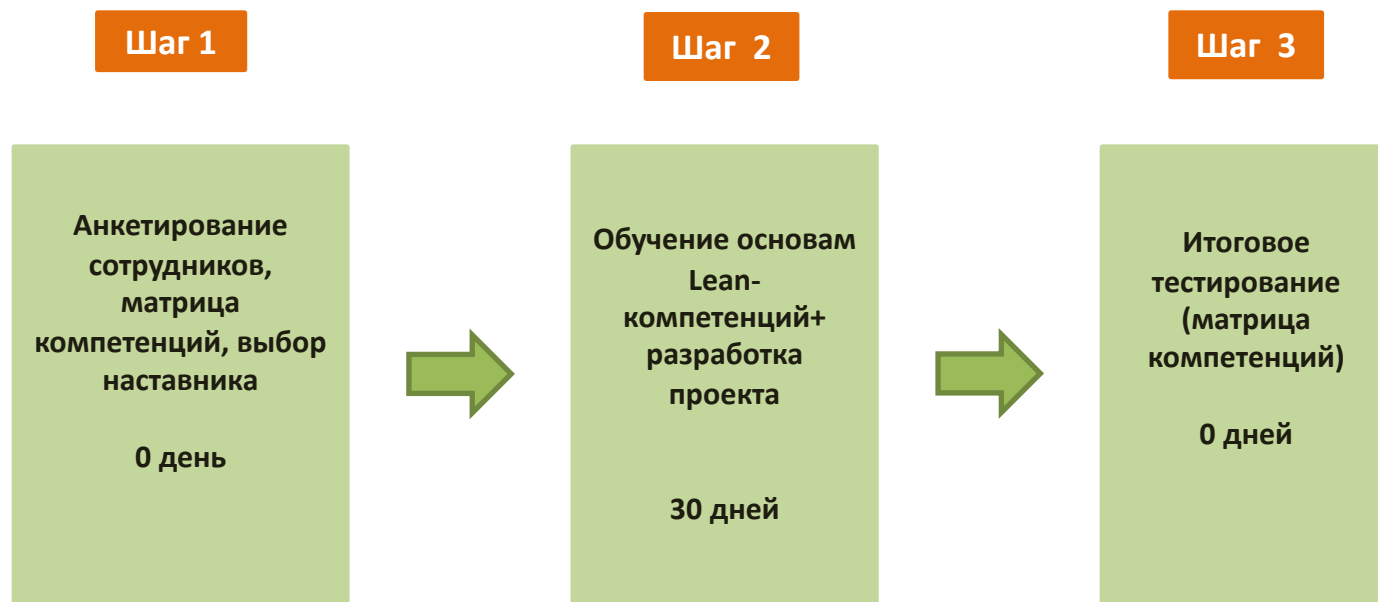 Шаг 1
Анкетирование
сотрудников,
матрица
компетенций, выбор
наставника
0 день
Шаг 2
Обучение основам
Lean-
компетенций+
разработка
проекта
30 дней
Шаг 3
Итоговое
тестирование
(матрица
компетенций)
0 дней